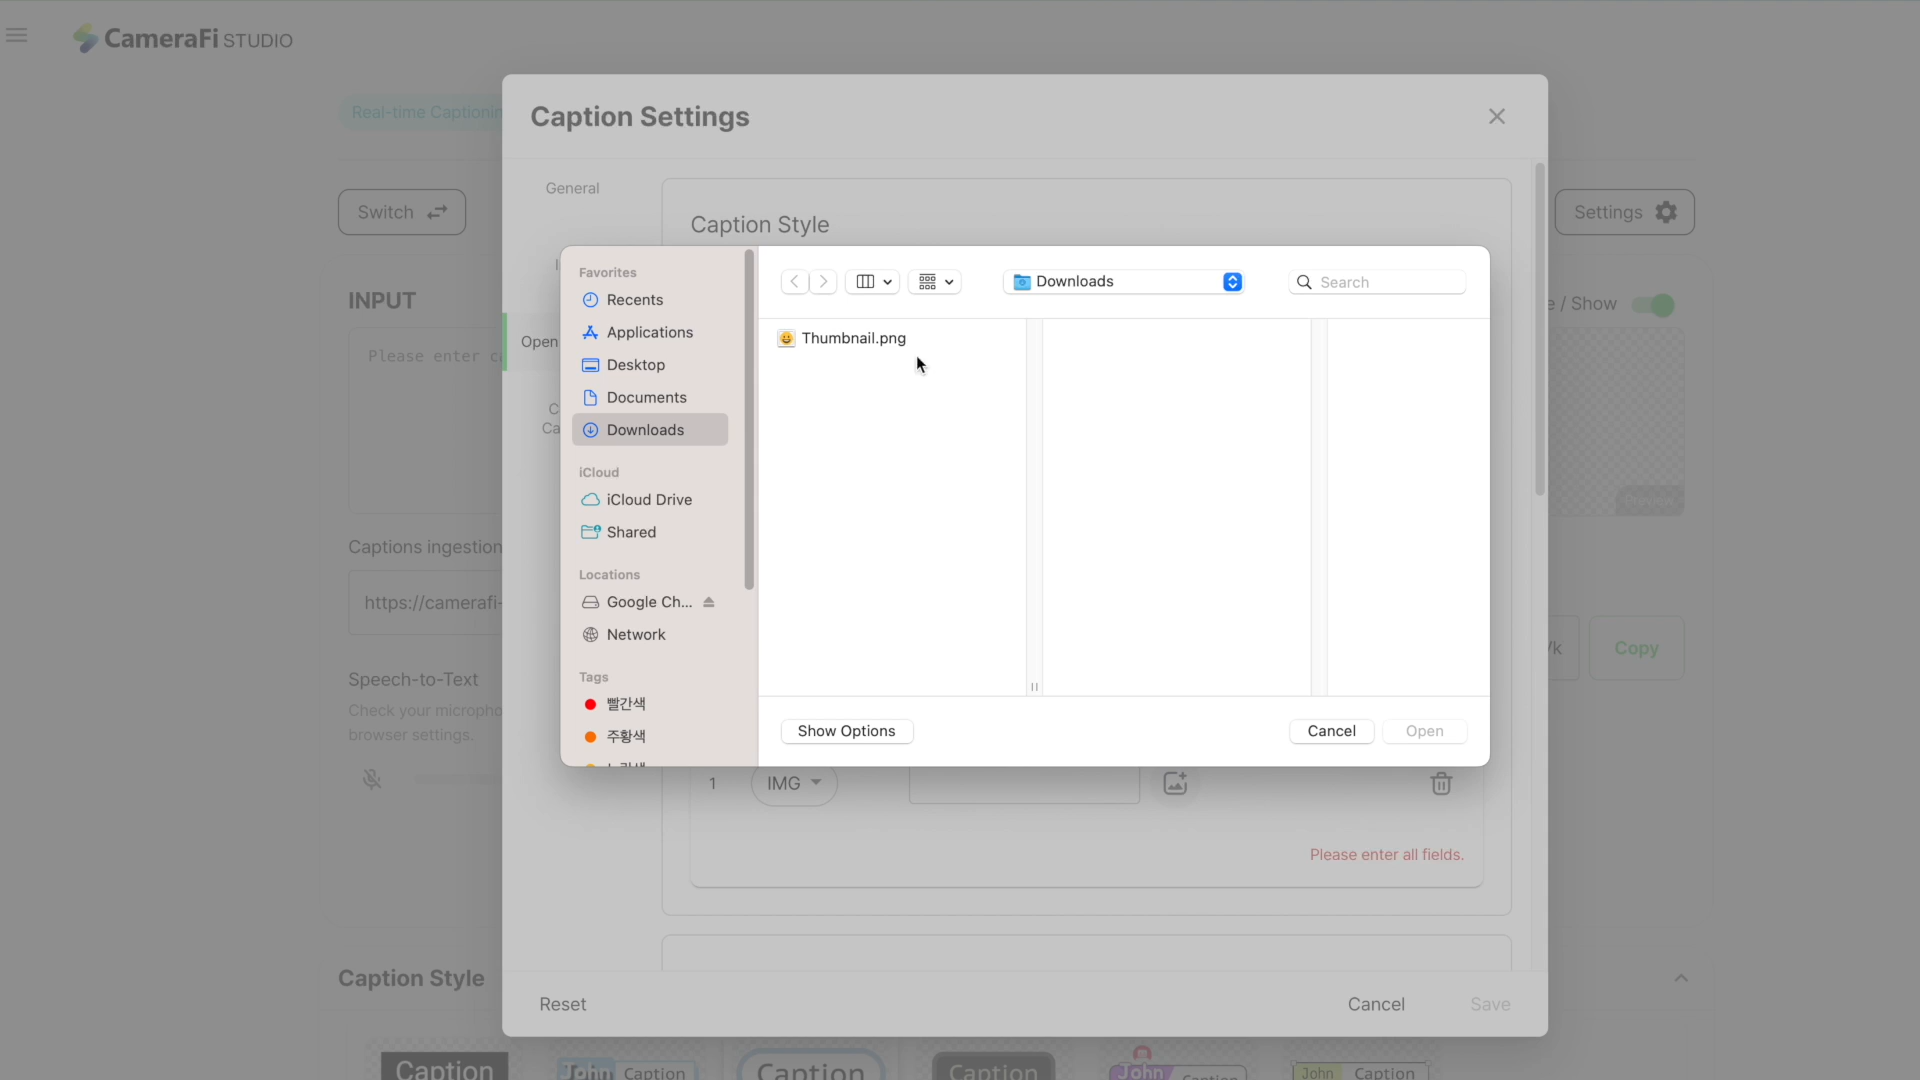 CameraFi STUDIO
Real-time Captionin
Switch
Settings
INPUT
Please enter c
Captions ingestion
https://camerafi-
Speech-to-Text
Check your micropho
browser settings.
e / Show
Preview
/k
Copy
Caption Settings
General
Open
C
Ca
Caption Style
Favorites
Recents
Applications
Desktop
Documents
Downloads
iCloud
iCloud Drive
Shared
Locations
Google Ch...
Network
Tags
빨간색
주황색
Downloads
Search
Thumbnail.png
Show Options
Cancel
Open
1
IMG
Please enter all fields.
Reset
Cancel
Save
Caption Style
Caption
John Caption
Caption
Caption
John Caption
John Caption